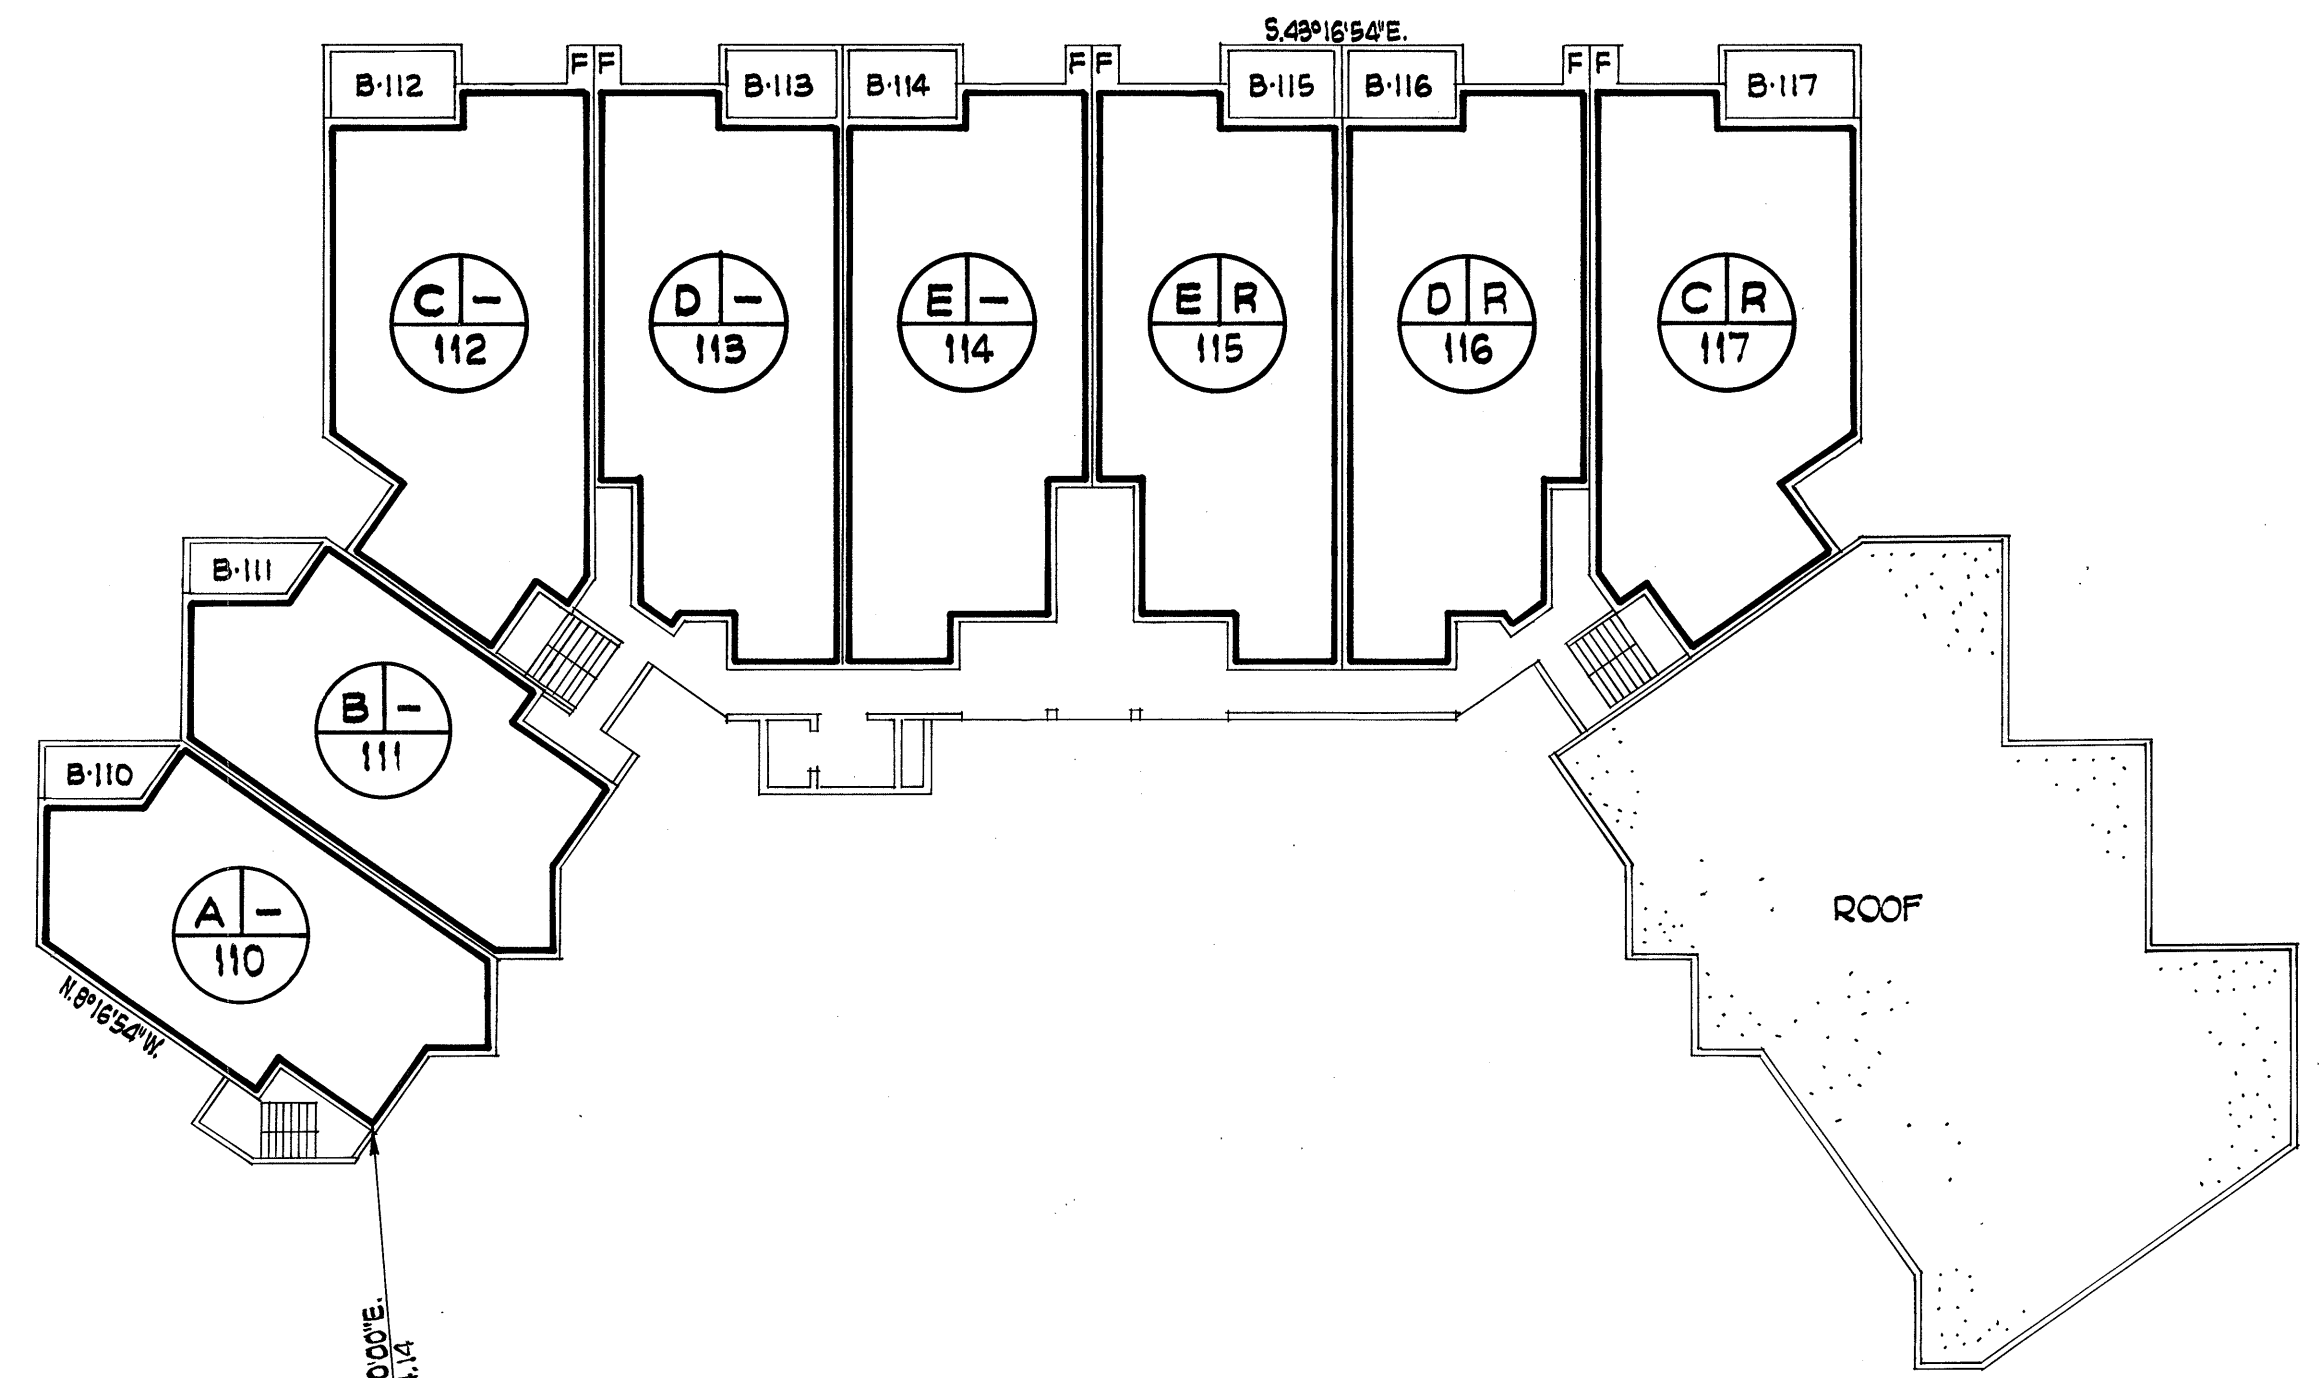 S.43°16'54"E.
B·112
F F
B·113
B·114
F F
B·115
B·116
F F
B·117
C –
112
D –
113
E –
114
E R
115
D R
116
C R
117
B·111
B –
111
B·110
A –
110
ROOF
N.8°16'54"W.
0'00"E.
.14